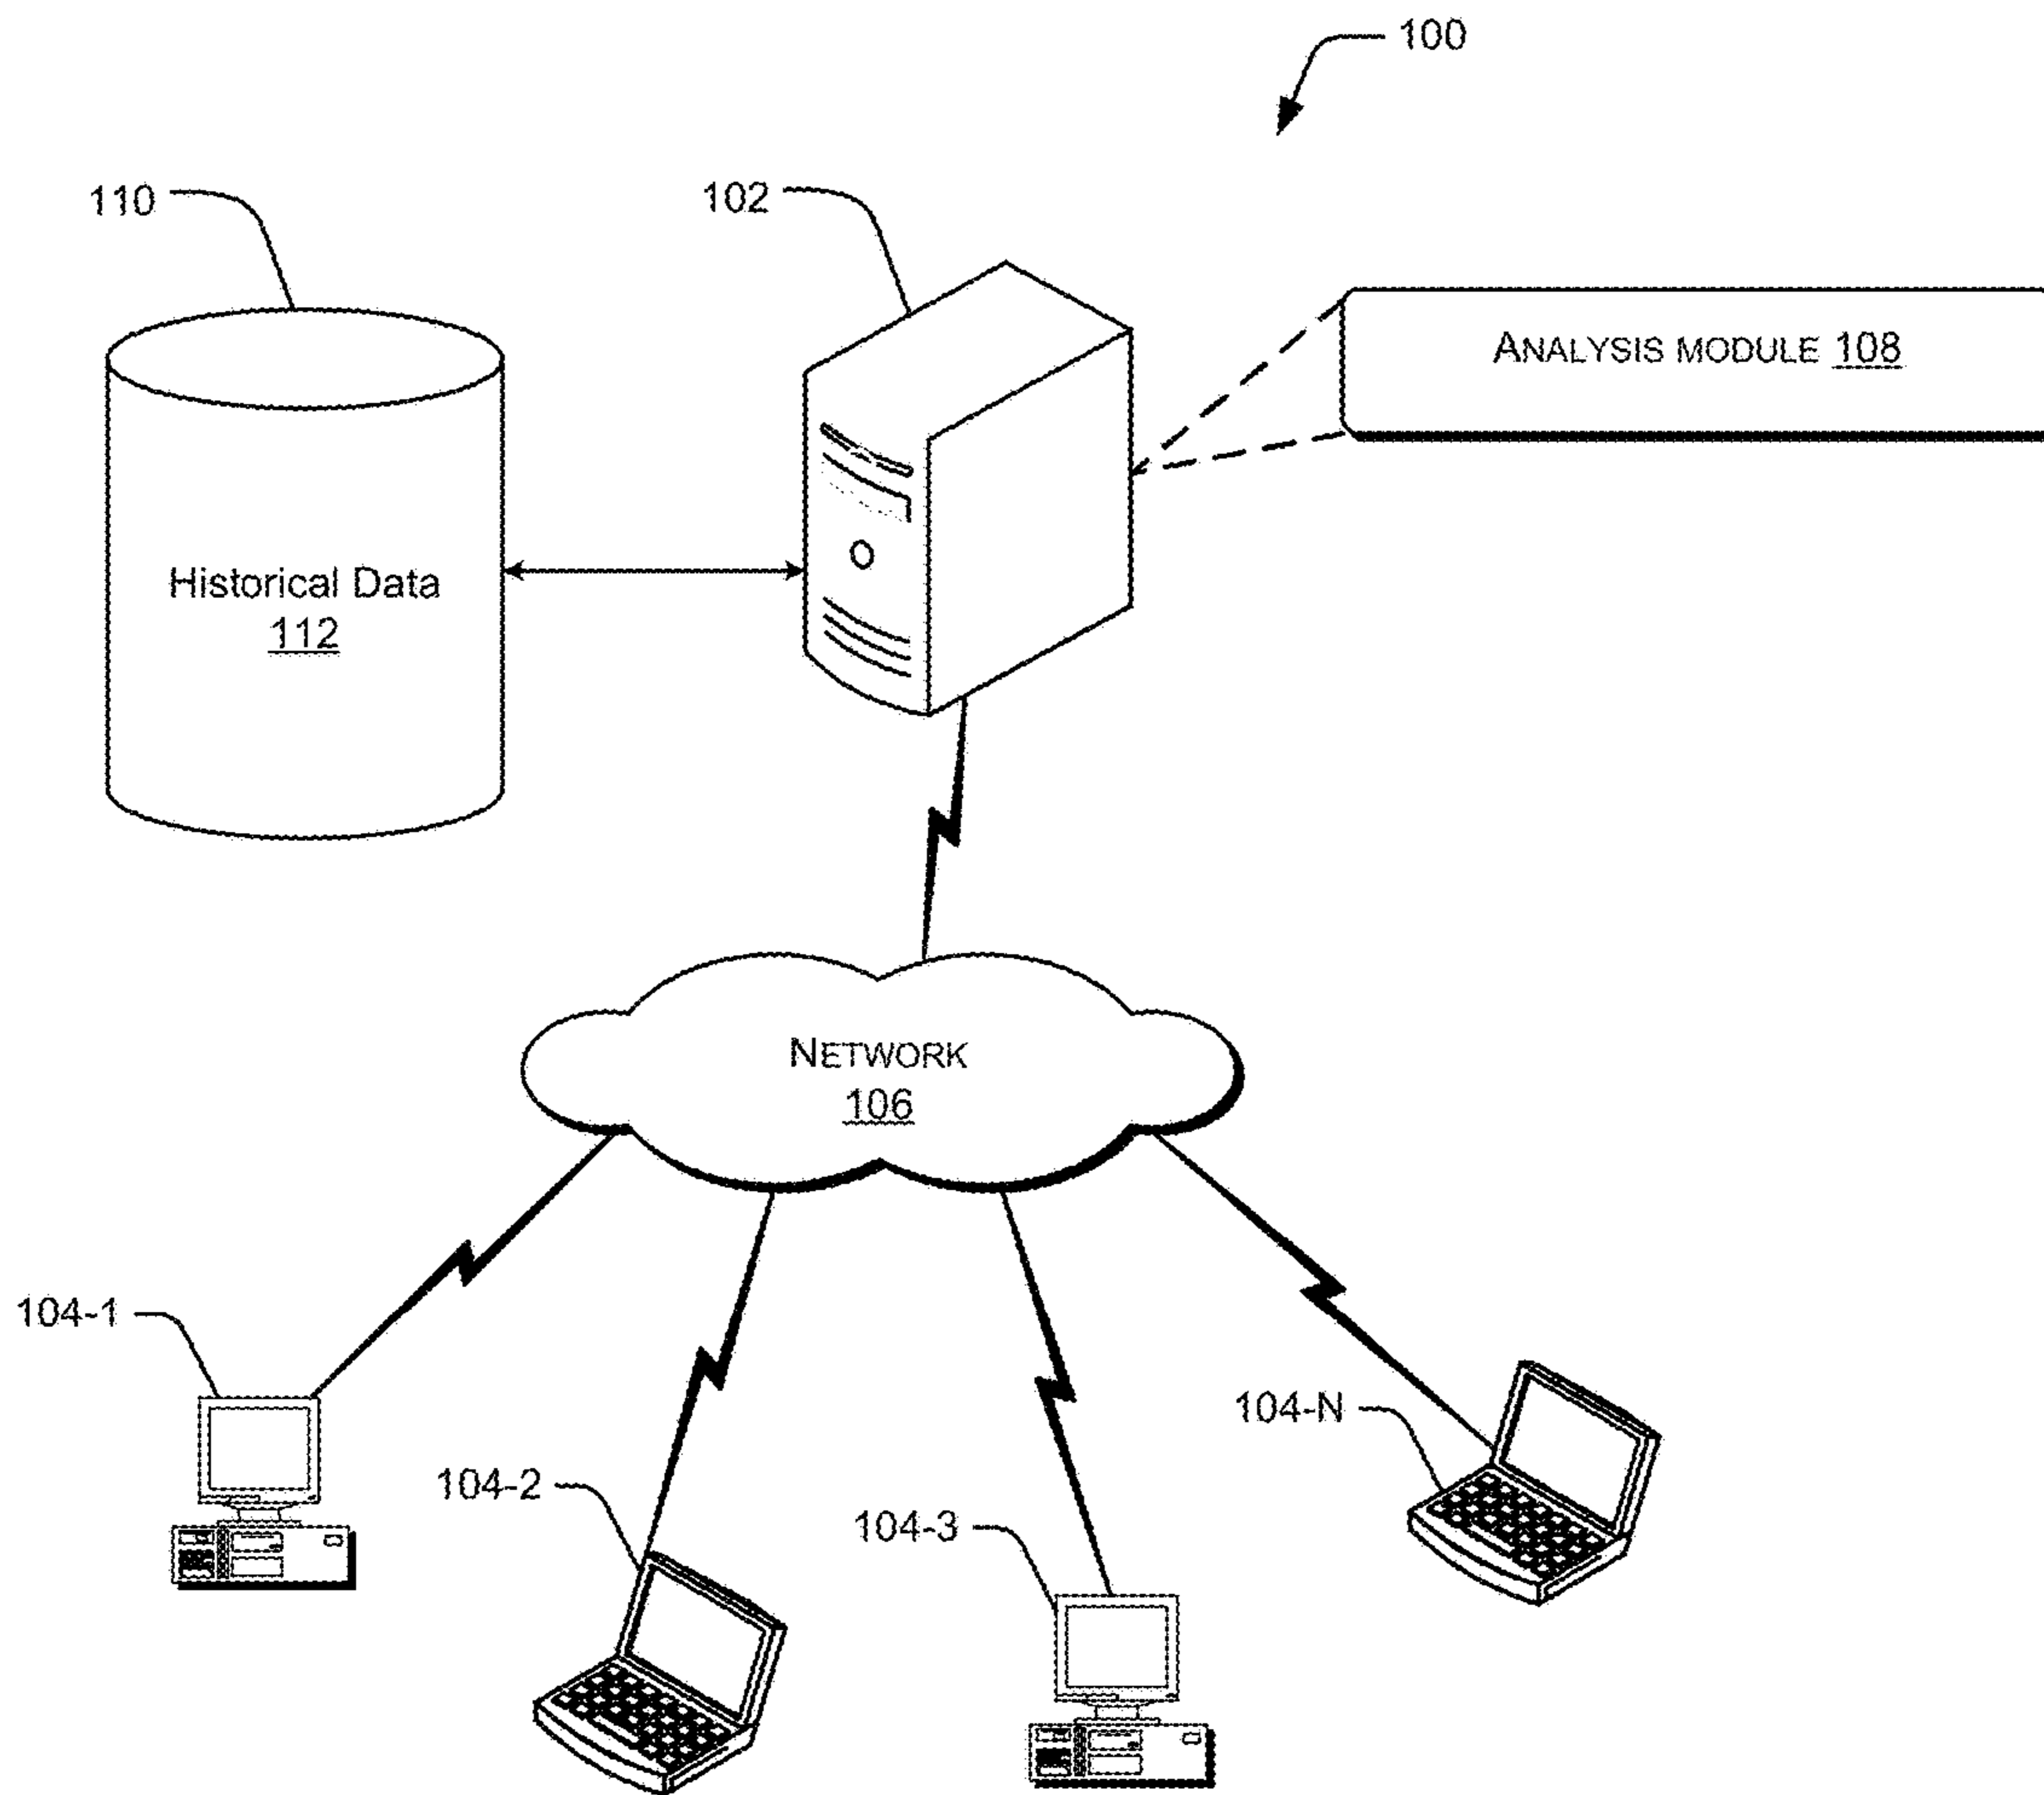 100
110
102
ANALYSIS MODULE 108
Historical Data
112
NETWORK
106
104-1
104-N
104-2
104-3